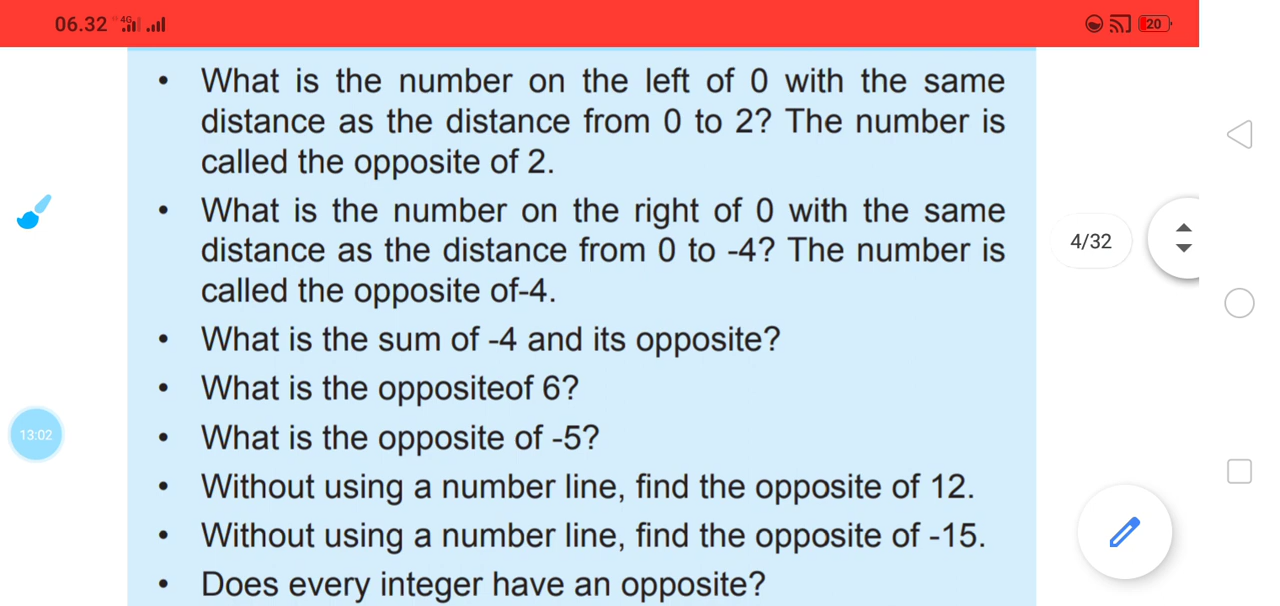 06.32 4G 20
• What is the number on the left of 0 with the same
distance as the distance from 0 to 2? The number is
called the opposite of 2.
• What is the number on the right of 0 with the same
distance as the distance from 0 to -4? The number is
called the opposite of-4.
• What is the sum of -4 and its opposite?
• What is the oppositeof 6?
• What is the opposite of -5?
• Without using a number line, find the opposite of 12.
• Without using a number line, find the opposite of -15.
• Does every integer have an opposite?
4/32
13:02